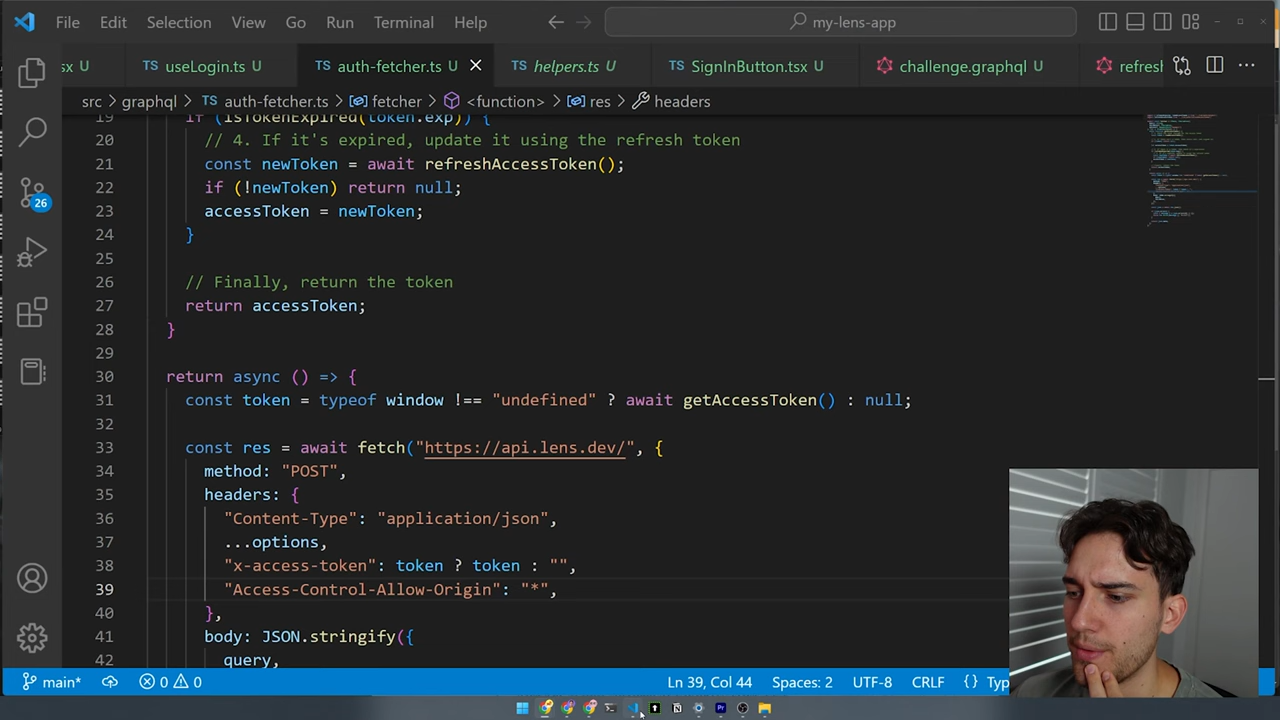 File Edit Selection View Go Run Terminal Help my-lens-app
sx U useLogin.ts U auth-fetcher.ts U helpers.ts U SignInButton.tsx U challenge.graphql U refresh
src > graphql > auth-fetcher.ts > fetcher > <function> > res > headers
19 if (isTokenExpired(token.exp)) {
20 // 4. If it's expired, update it using the refresh token
21 const newToken = await refreshAccessToken();
22 if (!newToken) return null;
23 accessToken = newToken;
24 }
25
26 // Finally, return the token
27 return accessToken;
28 }
29
30 return async () => {
31 const token = typeof window !== "undefined" ? await getAccessToken() : null;
32
33 const res = await fetch("https://api.lens.dev/", {
34 method: "POST",
35 headers: {
36 "Content-Type": "application/json",
37 ...options,
38 "x-access-token": token ? token : "",
39 "Access-Control-Allow-Origin": "*",
40 },
41 body: JSON.stringify({
42 query,
26
main* 0 0 Ln 39, Col 44 Spaces: 2 UTF-8 CRLF {} Typ